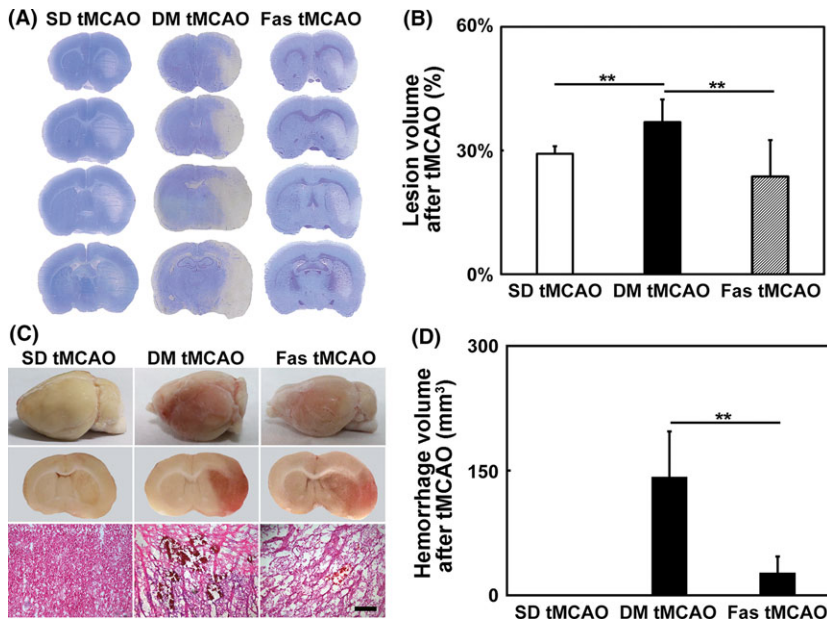 (A) SD tMCAO DM tMCAO Fas tMCAO
(B)
Lesion volume
after tMCAO (%)
60%
30%
0%
**
**
SD tMCAO DM tMCAO Fas tMCAO
(C)
SD tMCAO DM tMCAO Fas tMCAO
(D)
Hemorrhage volume
after tMCAO (mm³)
300
150
0
**
SD tMCAO DM tMCAO Fas tMCAO